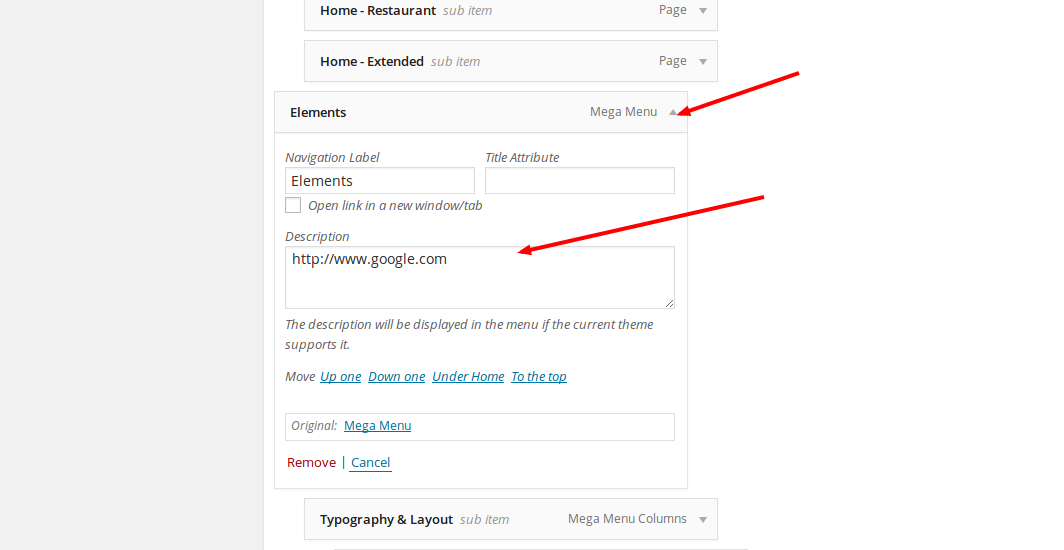 Home - Restaurant sub item Page
Home - Extended sub item Page
Elements Mega Menu
Navigation Label Title Attribute
Elements
Open link in a new window/tab
Description
http://www.google.com
The description will be displayed in the menu if the current theme
supports it.
Move Up one Down one Under Home To the top
Original: Mega Menu
Remove | Cancel
Typography & Layout sub item Mega Menu Columns